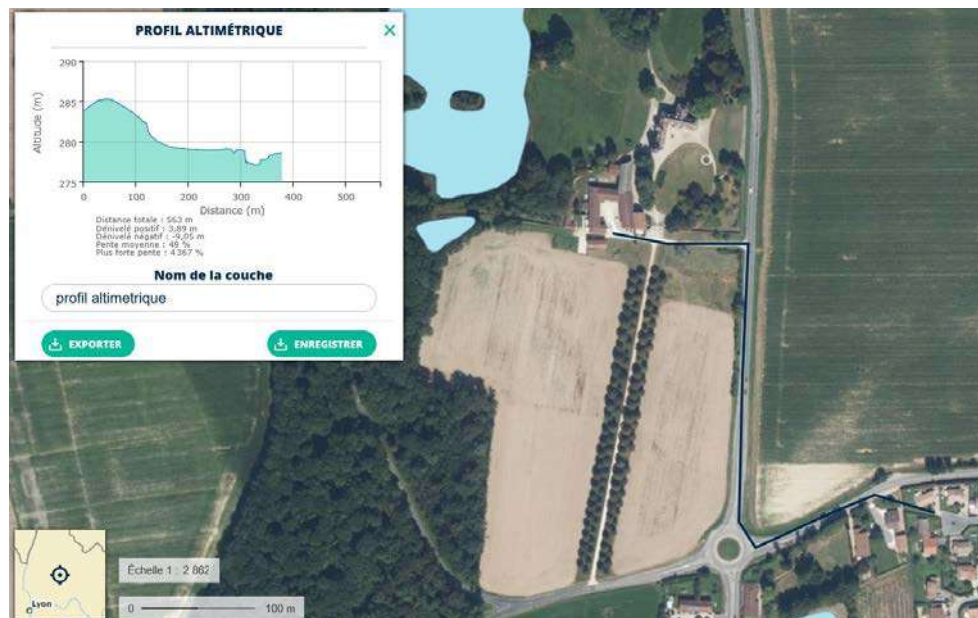 PROFIL ALTIMÉTRIQUE
290
285
280
275
Altitude (m)
0 100 200 300 400 500
Distance (m)
Distance totale : 563 m
Dénivelé positif : 3,89 m
Dénivelé négatif : -9,05 m
Pente moyenne : 49 %
Plus forte pente : 4 367 %
Nom de la couche
profil altimetrique
EXPORTER
ENREGISTRER
Échelle 1 : 2 862
0 100 m
Lyon